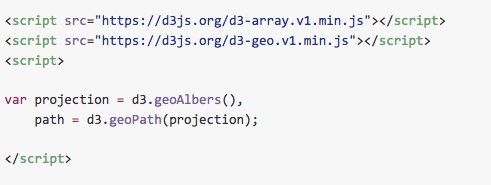 <script src="https://d3js.org/d3-array.v1.min.js"></script>
<script src="https://d3js.org/d3-geo.v1.min.js"></script>
<script>
var projection = d3.geoAlbers(),
    path = d3.geoPath(projection);
</script>